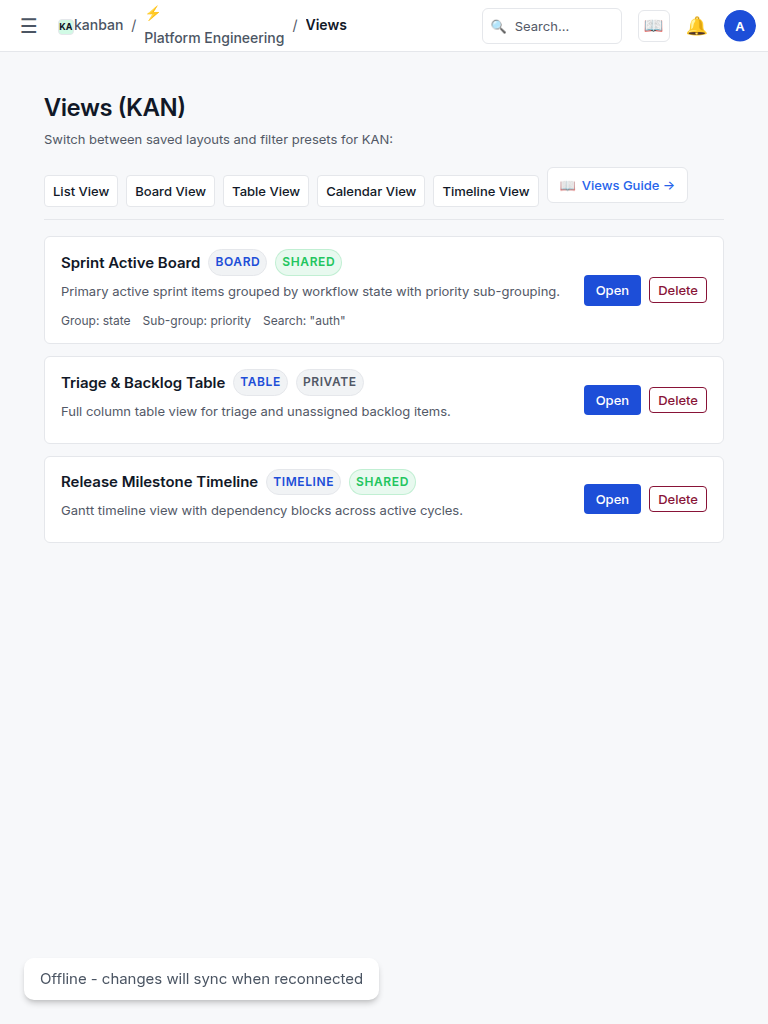 ☰ KA kanban / ⚡ Platform Engineering / Views
🔍 Search... 📖 🔔 A
Views (KAN)
Switch between saved layouts and filter presets for KAN:
List View Board View Table View Calendar View Timeline View 📖 Views Guide →
Sprint Active Board BOARD SHARED
Primary active sprint items grouped by workflow state with priority sub-grouping.
Group: state Sub-group: priority Search: "auth"
Open Delete
Triage & Backlog Table TABLE PRIVATE
Full column table view for triage and unassigned backlog items.
Open Delete
Release Milestone Timeline TIMELINE SHARED
Gantt timeline view with dependency blocks across active cycles.
Open Delete
Offline - changes will sync when reconnected